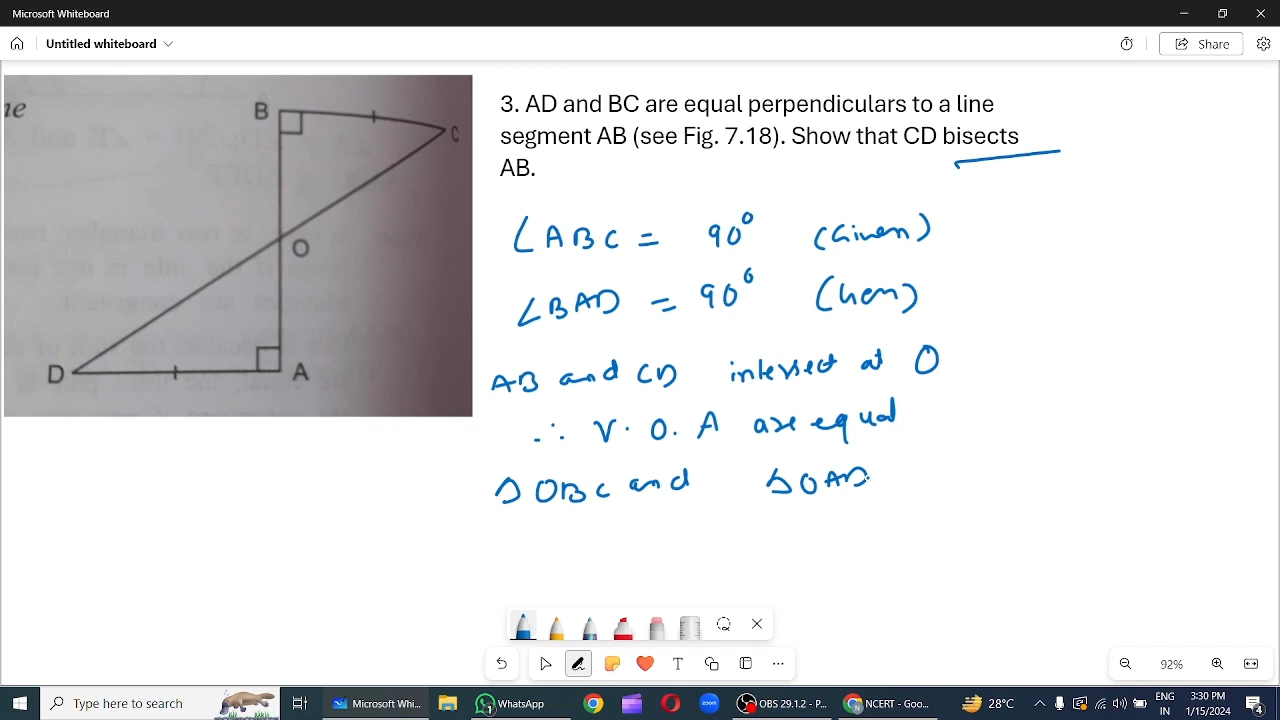 Microsoft Whiteboard
Untitled whiteboard
Share
ne
B
C
O
D
A
3. AD and BC are equal perpendiculars to a line
segment AB (see Fig. 7.18). Show that CD bisects
AB.
∠ABC = 90° (Given)
∠BAD = 90°
AB and CD intersect at O
∴ V.O.A are equal
Δ OBC and Δ OAD
T
92%
Type here to search
Microsoft Whi...
WhatsApp
zoom
OBS 29.1.2 - P...
NCERT - Goo...
28°C
ENG
IN
3:30 PM
1/15/2024